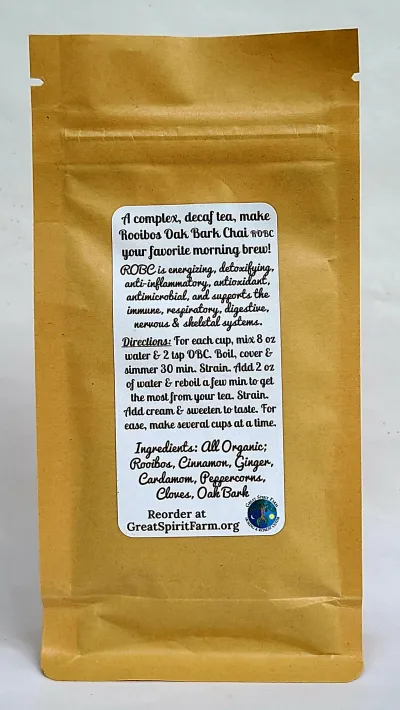 A complex, decaf tea, make
Rooibos Oak Bark Chai ROBC
your favorite morning brew!
ROBC is energizing, detoxifying,
anti-inflammatory, antioxidant,
antimicrobial, and supports the
immune, respiratory, digestive,
nervous & skeletal systems.
Directions: For each cup, mix 8 oz
water & 2 tsp OBC. Boil, cover &
simmer 30 min. Strain. Add 2 oz
of water & reboil a few min to get
the most from your tea. Strain.
Add cream & sweeten to taste. For
ease, make several cups at a time.
Ingredients: All Organic;
Rooibos, Cinnamon, Ginger,
Cardamom, Peppercorns,
Cloves, Oak Bark
Reorder at
GreatSpiritFarm.org
Great Spirit Farm